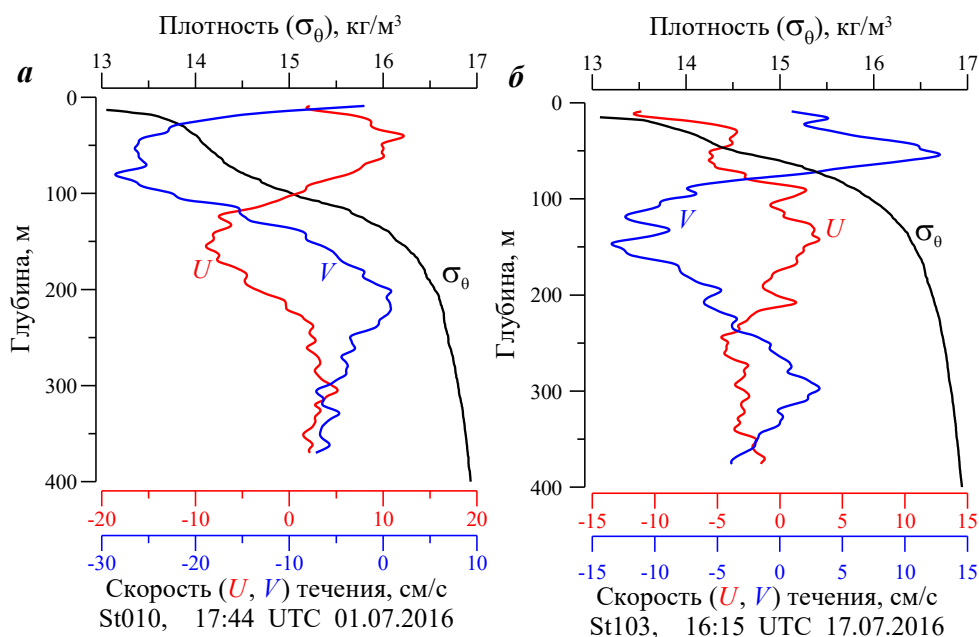 Плотность (σθ), кг/м³
13 14 15 16 17
а
0
100
200
300
400
Глубина, м
U
V
σθ
-20 -10 0 10 20
-30 -20 -10 0 10
Скорость (U, V) течения, см/с
St010, 17:44 UTC 01.07.2016
Плотность (σθ), кг/м³
13 14 15 16 17
б
0
100
200
300
400
Глубина, м
V
U
σθ
-15 -10 -5 0 5 10 15
-15 -10 -5 0 5 10 15
Скорость (U, V) течения, см/с
St103, 16:15 UTC 17.07.2016